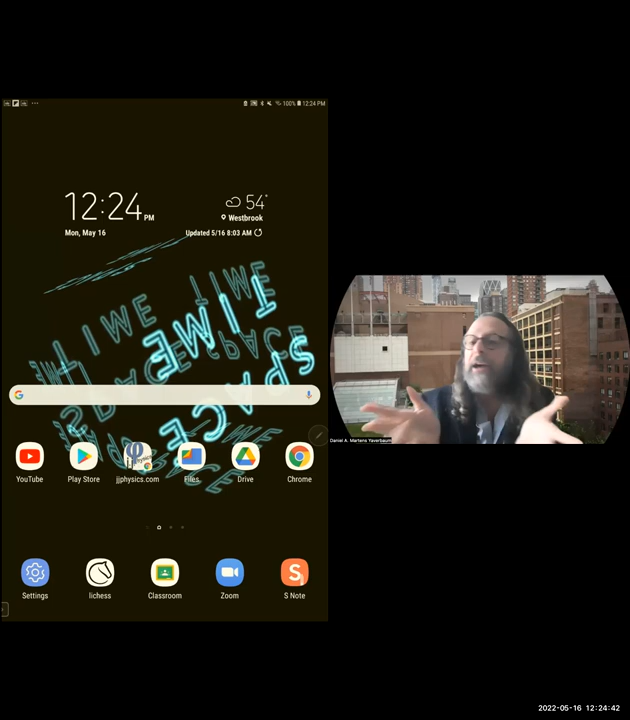 100% 12:24 PM
12:24 PM
54°
Westbrook
Mon, May 16
Updated 5/16 8:03 AM
TIME
SPACE
YouTube
Play Store
jjphysics.com
Files
Drive
Chrome
Settings
lichess
Classroom
Zoom
S Note
Daniel A. Martens Yaverbaum
2022-05-16 12:24:42